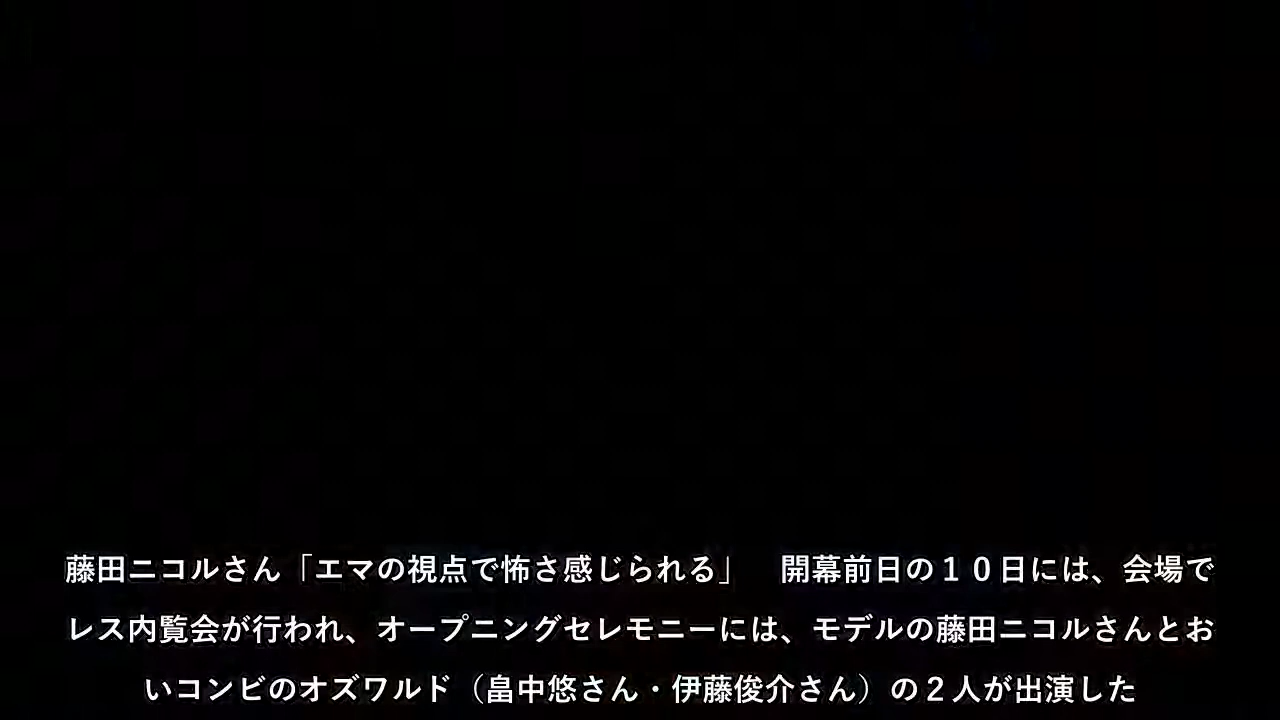 藤田ニコルさん「エマの視点で怖さ感じられる」　開幕前日の１０日には、会場で
レス内覧会が行われ、オープニングセレモニーには、モデルの藤田ニコルさんとお
いコンビのオズワルド（畠中悠さん・伊藤俊介さん）の２人が出演した